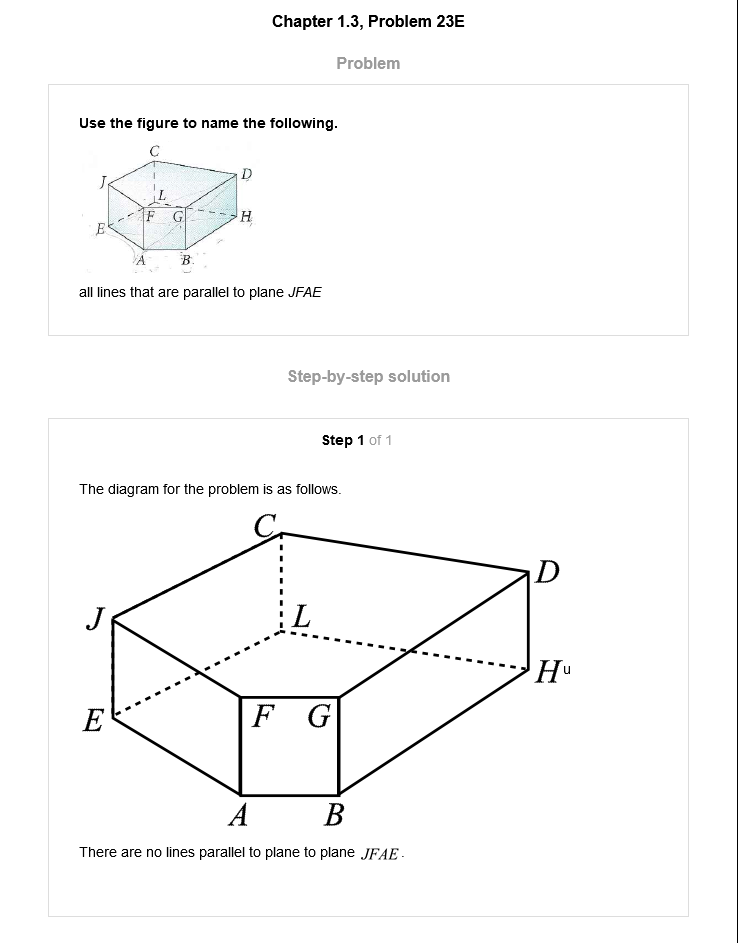 Chapter 1.3, Problem 23E
Problem
Use the figure to name the following.
C
D
J
L
F G
H
E
A B
all lines that are parallel to plane JFAE
Step-by-step solution
Step 1 of 1
The diagram for the problem is as follows.
C
D
J
L
H u
E
F G
A B
There are no lines parallel to plane to plane JFAE.